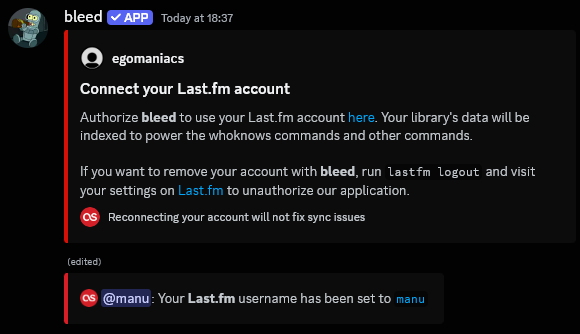 bleed ✓ APP Today at 18:37
egomaniacs
Connect your Last.fm account
Authorize bleed to use your Last.fm account here. Your library's data will be
indexed to power the whoknows commands and other commands.
If you want to remove your account with bleed, run lastfm logout and visit
your settings on Last.fm to unauthorize our application.
Reconnecting your account will not fix sync issues
(edited)
@manu: Your Last.fm username has been set to manu